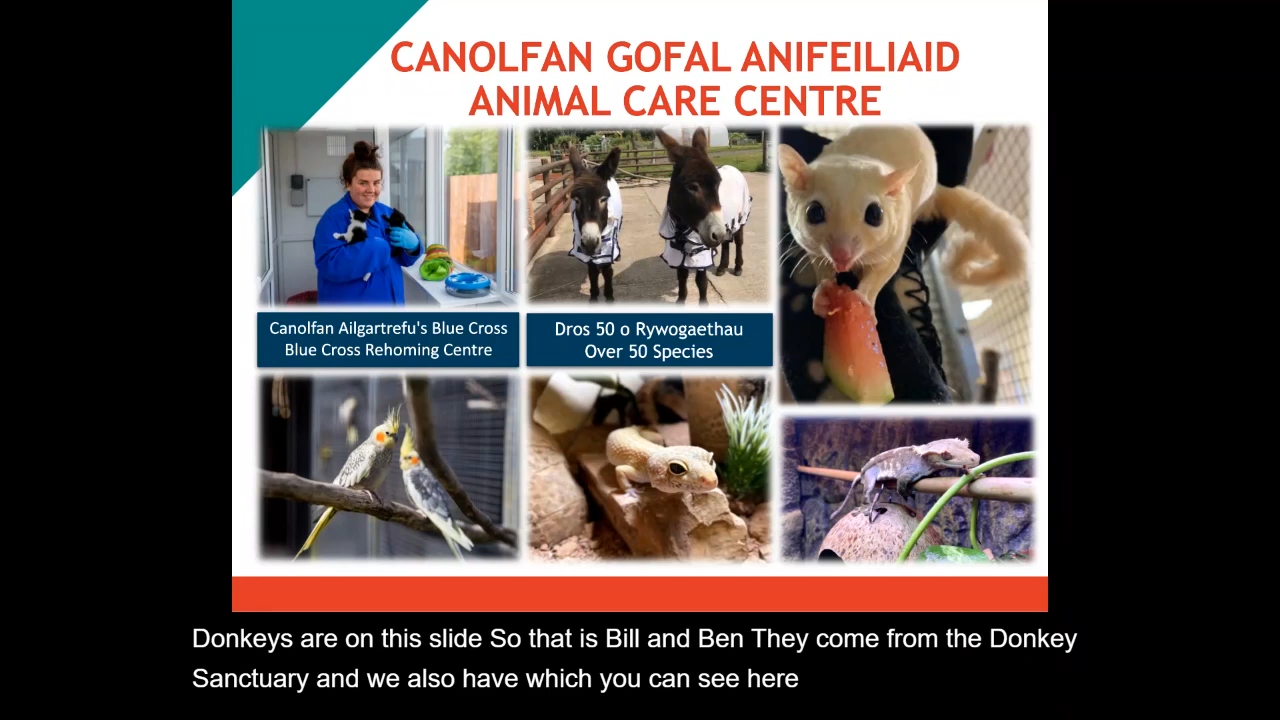 CANOLFAN GOFAL ANIFEILIAID
ANIMAL CARE CENTRE
Canolfan Ailgartrefu's Blue Cross
Blue Cross Rehoming Centre
Dros 50 o Rywogaethau
Over 50 Species
Donkeys are on this slide So that is Bill and Ben They come from the Donkey
Sanctuary and we also have which you can see here